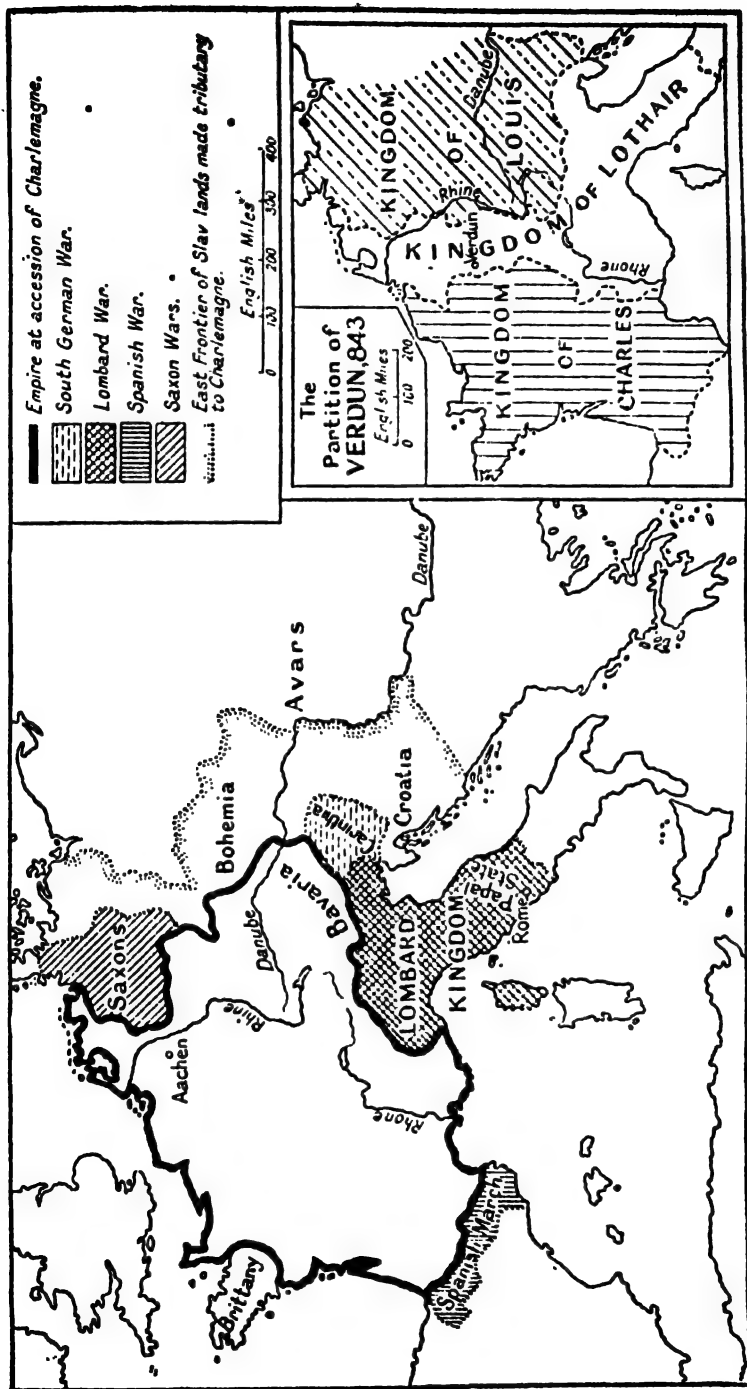 Empire at accession of Charlemagne.
South German War.
Lombard War.
Spanish War.
Saxon Wars.
East Frontier of Slav lands made tributary
to Charlemagne.
English Miles
0 100 200 300 400
The
Partition of
VERDUN, 843
English Miles
0 100 200
KINGDOM
OF
LOUIS
Danube
Rhine
Verdun
KINGDOM OF LOTHAIR
Rhone
KINGDOM
OF
CHARLES
Saxons
Bohemia
Avars
Danube
Aachen
Rhine
Danube
Bavaria
Carinthia
Croatia
LOMBARD
KINGDOM
Papal
State
Rome
Rhone
Brittany
Spanish March